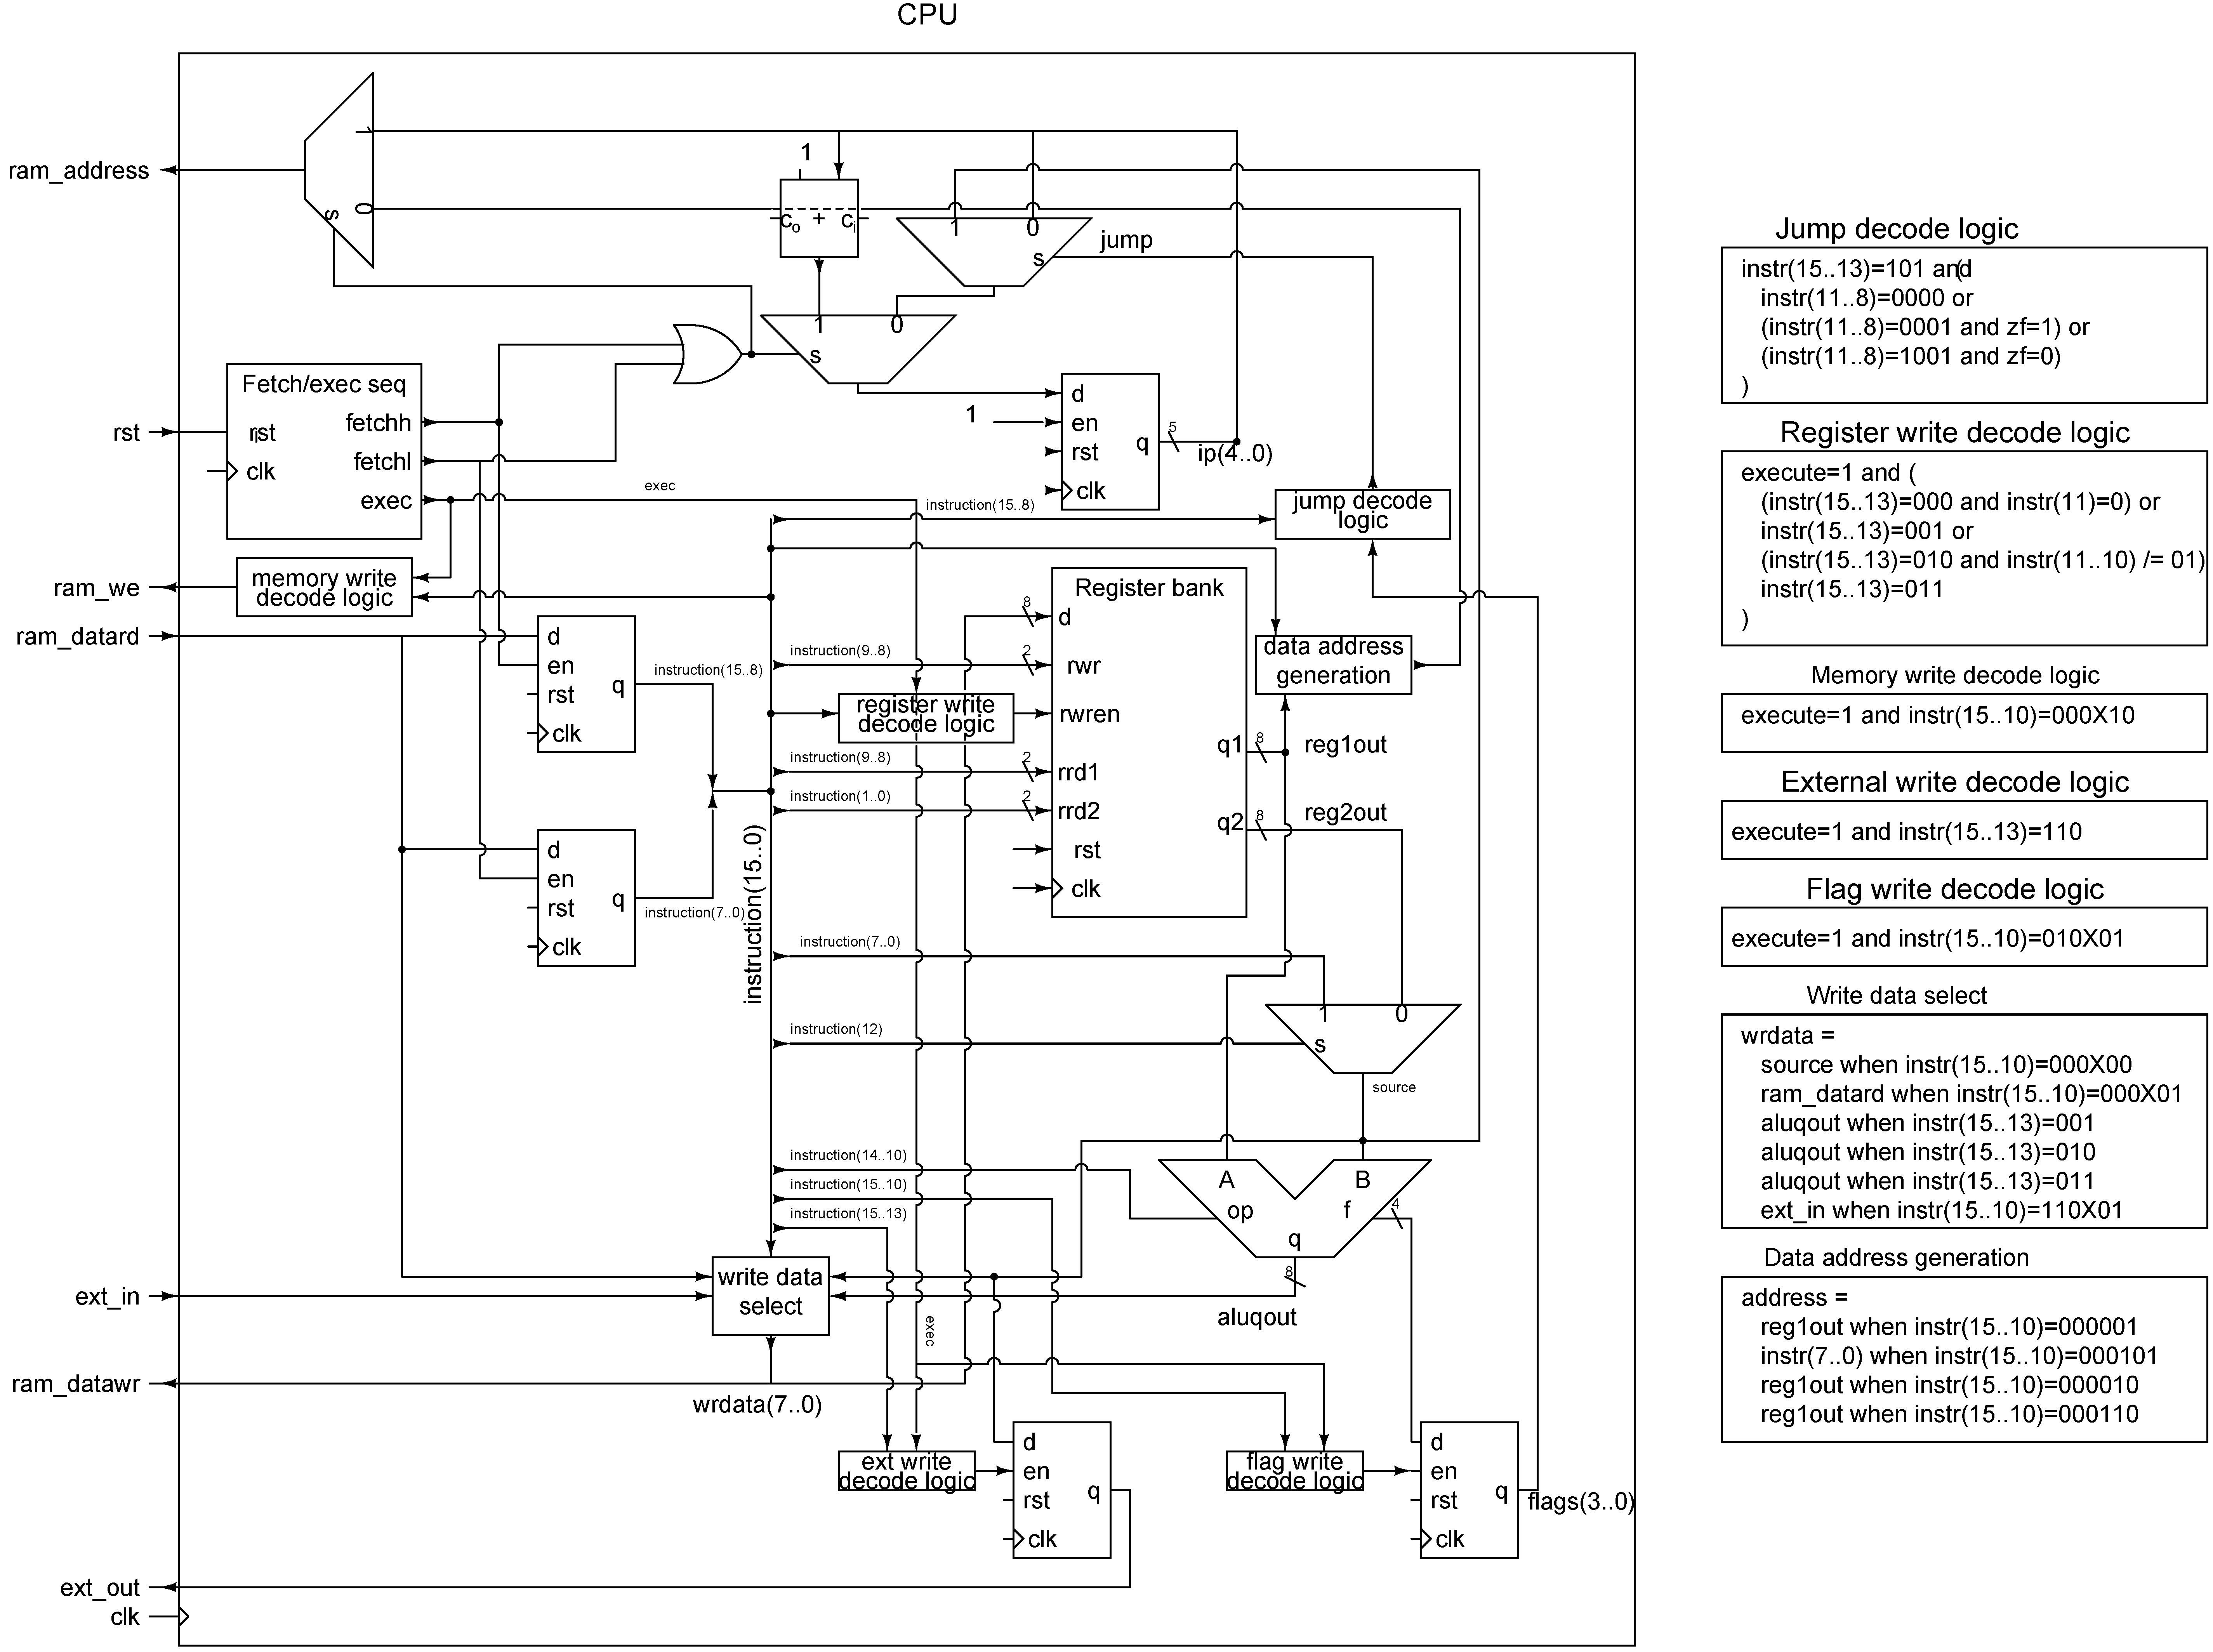 CPU
1
ram_address
s
0
1
c₀ + cᵢ
1 0
s
jump
1 0
s
Fetch/exec seq
rst
rst
fetchh
fetchl
exec
clk
d
1
en
rst
q
5
ip(4..0)
clk
exec
instruction(15..8)
jump decode
logic
ram_we
memory write
decode logic
ram_datard
d
en
rst
q
clk
instruction(15..8)
d
en
rst
q
clk
instruction(7..0)
instruction(15..0)
Register bank
8
d
instruction(9..8)
2
rwr
register write
decode logic
rwren
instruction(9..8)
2
rrd1
instruction(1..0)
2
rrd2
rst
clk
q1
8
reg1out
q2
8
reg2out
data address
generation
instruction(7..0)
1 0
instruction(12)
s
source
instruction(14..10)
instruction(15..10)
instruction(15..13)
A
B
op
f
4
q
8
aluqout
write data
select
ext_in
exec
ram_datawr
wrdata(7..0)
ext write
decode logic
d
en
rst
q
clk
flag write
decode logic
d
en
rst
q
clk
flags(3..0)
ext_out
clk
Jump decode logic
instr(15..13)=101 and(
instr(11..8)=0000 or
(instr(11..8)=0001 and zf=1) or
(instr(11..8)=1001 and zf=0)
)
Register write decode logic
execute=1 and (
(instr(15..13)=000 and instr(11)=0) or
instr(15..13)=001 or
(instr(15..13)=010 and instr(11..10) /= 01)
instr(15..13)=011
)
Memory write decode logic
execute=1 and instr(15..10)=000X10
External write decode logic
execute=1 and instr(15..13)=110
Flag write decode logic
execute=1 and instr(15..10)=010X01
Write data select
wrdata =
source when instr(15..10)=000X00
ram_datard when instr(15..10)=000X01
aluqout when instr(15..13)=001
aluqout when instr(15..13)=010
aluqout when instr(15..13)=011
ext_in when instr(15..10)=110X01
Data address generation
address =
reg1out when instr(15..10)=000001
instr(7..0) when instr(15..10)=000101
reg1out when instr(15..10)=000010
reg1out when instr(15..10)=000110